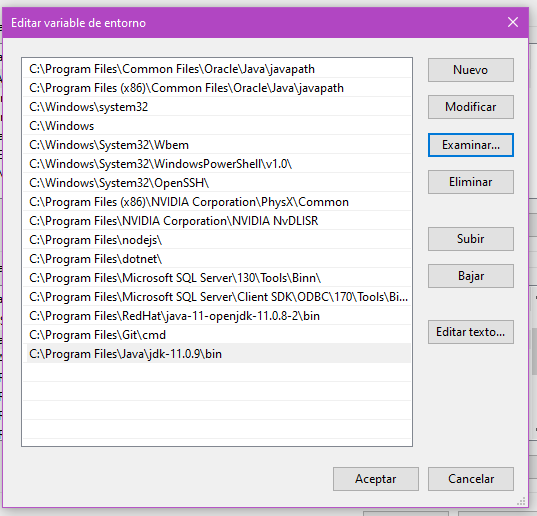 Editar variable de entorno
C:\Program Files\Common Files\Oracle\Java\javapath
C:\Program Files (x86)\Common Files\Oracle\Java\javapath
C:\Windows\system32
C:\Windows
C:\Windows\System32\Wbem
C:\Windows\System32\WindowsPowerShell\v1.0\
C:\Windows\System32\OpenSSH\
C:\Program Files (x86)\NVIDIA Corporation\PhysX\Common
C:\Program Files\NVIDIA Corporation\NVIDIA NvDLISR
C:\Program Files\nodejs\
C:\Program Files\dotnet\
C:\Program Files\Microsoft SQL Server\130\Tools\Binn\
C:\Program Files\Microsoft SQL Server\Client SDK\ODBC\170\Tools\Bi...
C:\Program Files\RedHat\java-11-openjdk-11.0.8-2\bin
C:\Program Files\Git\cmd
C:\Program Files\Java\jdk-11.0.9\bin
Nuevo
Modificar
Examinar...
Eliminar
Subir
Bajar
Editar texto...
Aceptar
Cancelar